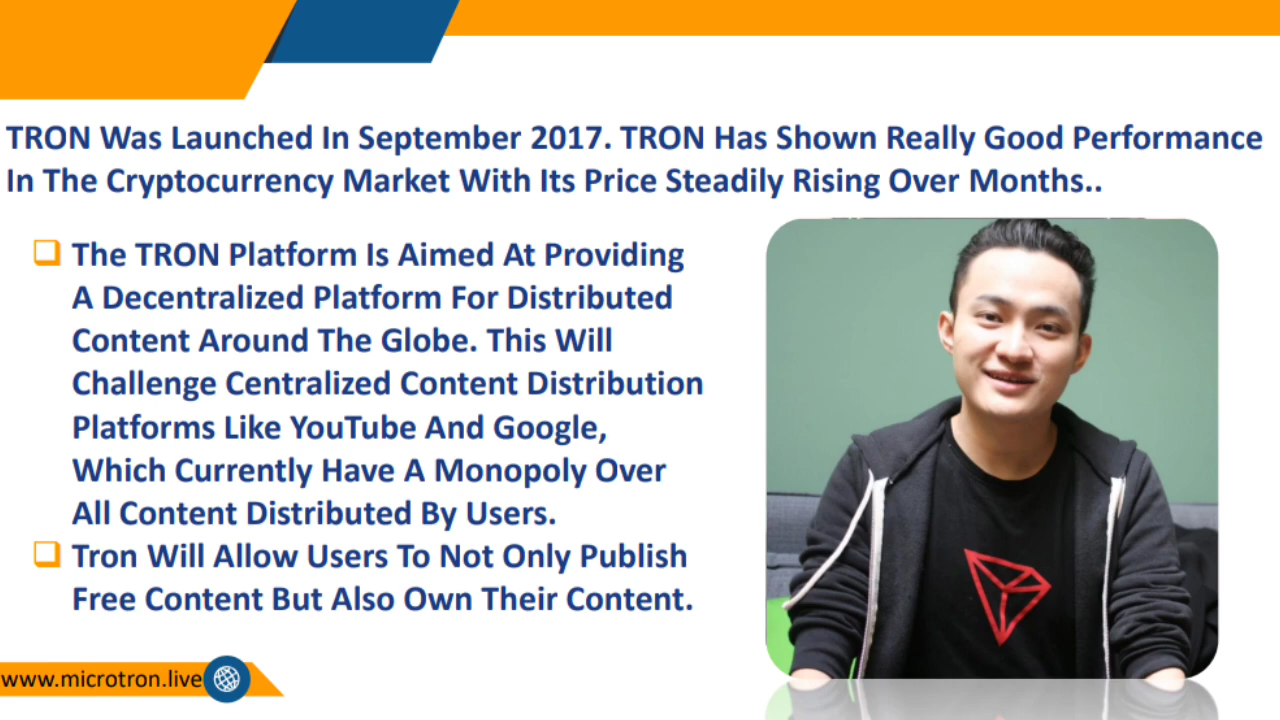 TRON Was Launched In September 2017. TRON Has Shown Really Good Performance
In The Cryptocurrency Market With Its Price Steadily Rising Over Months..
The TRON Platform Is Aimed At Providing
A Decentralized Platform For Distributed
Content Around The Globe. This Will
Challenge Centralized Content Distribution
Platforms Like YouTube And Google,
Which Currently Have A Monopoly Over
All Content Distributed By Users.
Tron Will Allow Users To Not Only Publish
Free Content But Also Own Their Content.
www.microtron.live